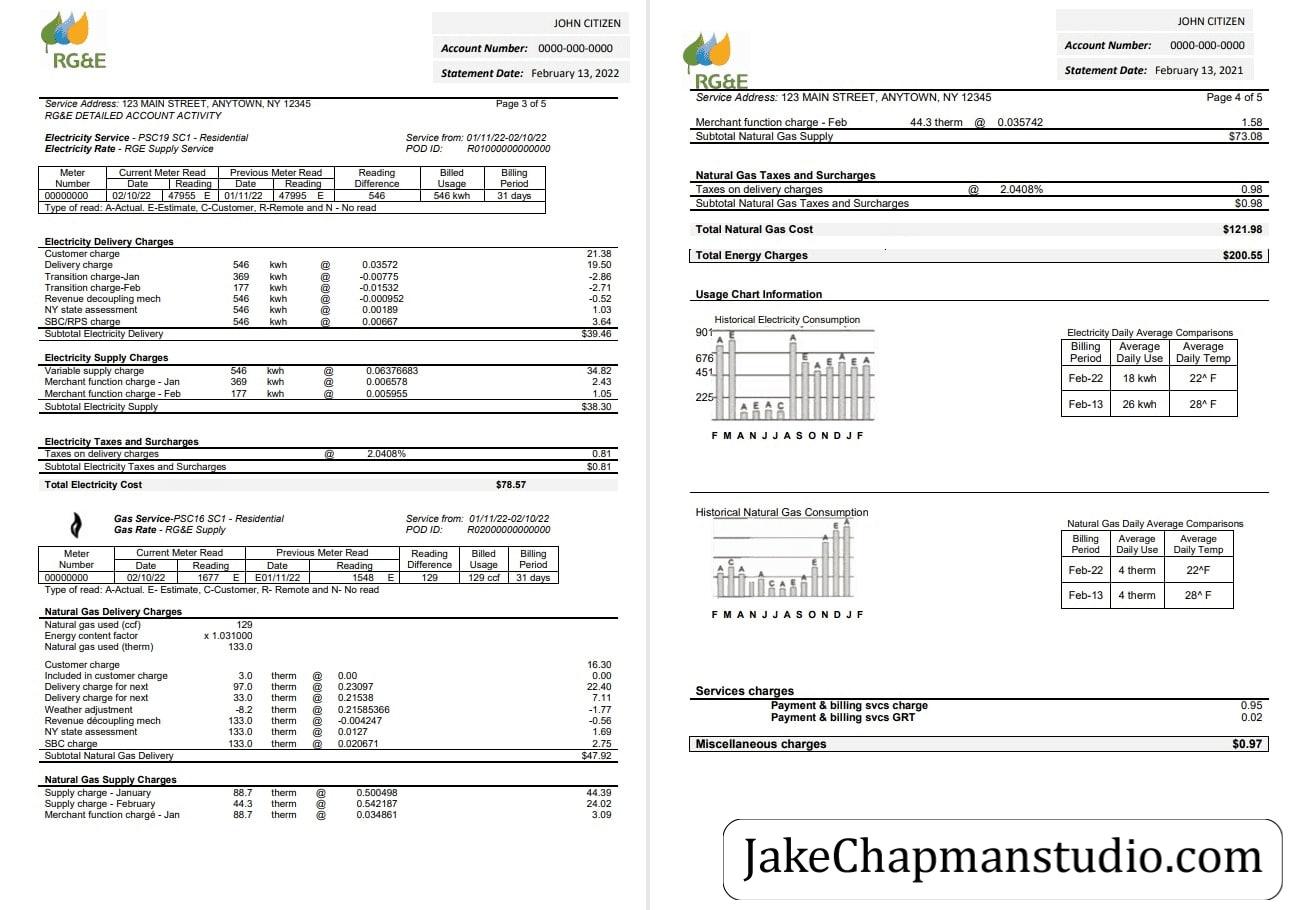 RG&E
JOHN CITIZEN
Account Number: 0000-000-0000
Statement Date: February 13, 2022
Service Address: 123 MAIN STREET, ANYTOWN, NY 12345 Page 3 of 5
RG&E DETAILED ACCOUNT ACTIVITY
Electricity Service - PSC19 SC1 - Residential Service from: 01/11/22-02/10/22
Electricity Rate - RGE Supply Service POD ID: R01000000000000
Meter Current Meter Read Previous Meter Read Reading Billed Billing
Number Date Reading Date Reading Difference Usage Period
00000000 02/10/22 47955 E 01/11/22 47995 E 546 546 kwh 31 days
Type of read: A-Actual. E-Estimate, C-Customer, R-Remote and N - No read
Electricity Delivery Charges
Customer charge 21.38
Delivery charge 546 kwh @ 0.03572 19.50
Transition charge-Jan 369 kwh @ -0.00775 -2.86
Transition charge-Feb 177 kwh @ -0.01532 -2.71
Revenue decoupling mech 546 kwh @ -0.000952 -0.52
NY state assessment 546 kwh @ 0.00189 1.03
SBC/RPS charge 546 kwh @ 0.00667 3.64
Subtotal Electricity Delivery $39.46
Electricity Supply Charges
Variable supply charge 546 kwh @ 0.06376683 34.82
Merchant function charge - Jan 369 kwh @ 0.006578 2.43
Merchant function charge - Feb 177 kwh @ 0.005955 1.05
Subtotal Electricity Supply $38.30
Electricity Taxes and Surcharges
Taxes on delivery charges @ 2.0408% 0.81
Subtotal Electricity Taxes and Surcharges $0.81
Total Electricity Cost $78.57
Gas Service-PSC16 SC1 - Residential Service from: 01/11/22-02/10/22
Gas Rate - RG&E Supply POD ID: R02000000000000
Meter Current Meter Read Previous Meter Read Reading Billed Billing
Number Date Reading Date Reading Difference Usage Period
00000000 02/10/22 1677 E E01/11/22 1548 E 129 129 ccf 31 days
Type of read: A-Actual. E- Estimate, C-Customer, R- Remote and N- No read
Natural Gas Delivery Charges
Natural gas used (ccf) 129
Energy content factor x 1.031000
Natural gas used (therm) 133.0
Customer charge 16.30
Included in customer charge 3.0 therm @ 0.00 0.00
Delivery charge for next 97.0 therm @ 0.23097 22.40
Delivery charge for next 33.0 therm @ 0.21538 7.11
Weather adjustment -8.2 therm @ 0.21585366 -1.77
Revenue découpling mech 133.0 therm @ -0.004247 -0.56
NY state assessment 133.0 therm @ 0.0127 1.69
SBC charge 133.0 therm @ 0.020671 2.75
Subtotal Natural Gas Delivery $47.92
Natural Gas Supply Charges
Supply charge - January 88.7 therm @ 0.500498 44.39
Supply charge - February 44.3 therm @ 0.542187 24.02
Merchant function chargé - Jan 88.7 therm @ 0.034861 3.09
RG&E
JOHN CITIZEN
Account Number: 0000-000-0000
Statement Date: February 13, 2021
Service Address: 123 MAIN STREET, ANYTOWN, NY 12345 Page 4 of 5
Merchant function charge - Feb 44.3 therm @ 0.035742 1.58
Subtotal Natural Gas Supply $73.08
Natural Gas Taxes and Surcharges
Taxes on delivery charges @ 2.0408% 0.98
Subtotal Natural Gas Taxes and Surcharges $0.98
Total Natural Gas Cost $121.98
Total Energy Charges $200.55
Usage Chart Information
Historical Electricity Consumption
901
676
451
225
A E A E A C A E A E A E A
F M A N J J A S O N D J F
Electricity Daily Average Comparisons
Billing Average Average
Period Daily Use Daily Temp
Feb-22 18 kwh 22^ F
Feb-13 26 kwh 28^ F
Historical Natural Gas Consumption
A C A E A C A E A E A E A
F M A N J J A S O N D J F
Natural Gas Daily Average Comparisons
Billing Average Average
Period Daily Use Daily Temp
Feb-22 4 therm 22^F
Feb-13 4 therm 28^ F
Services charges
Payment & billing svcs charge 0.95
Payment & billing svcs GRT 0.02
Miscellaneous charges $0.97
JakeChapmanstudio.com